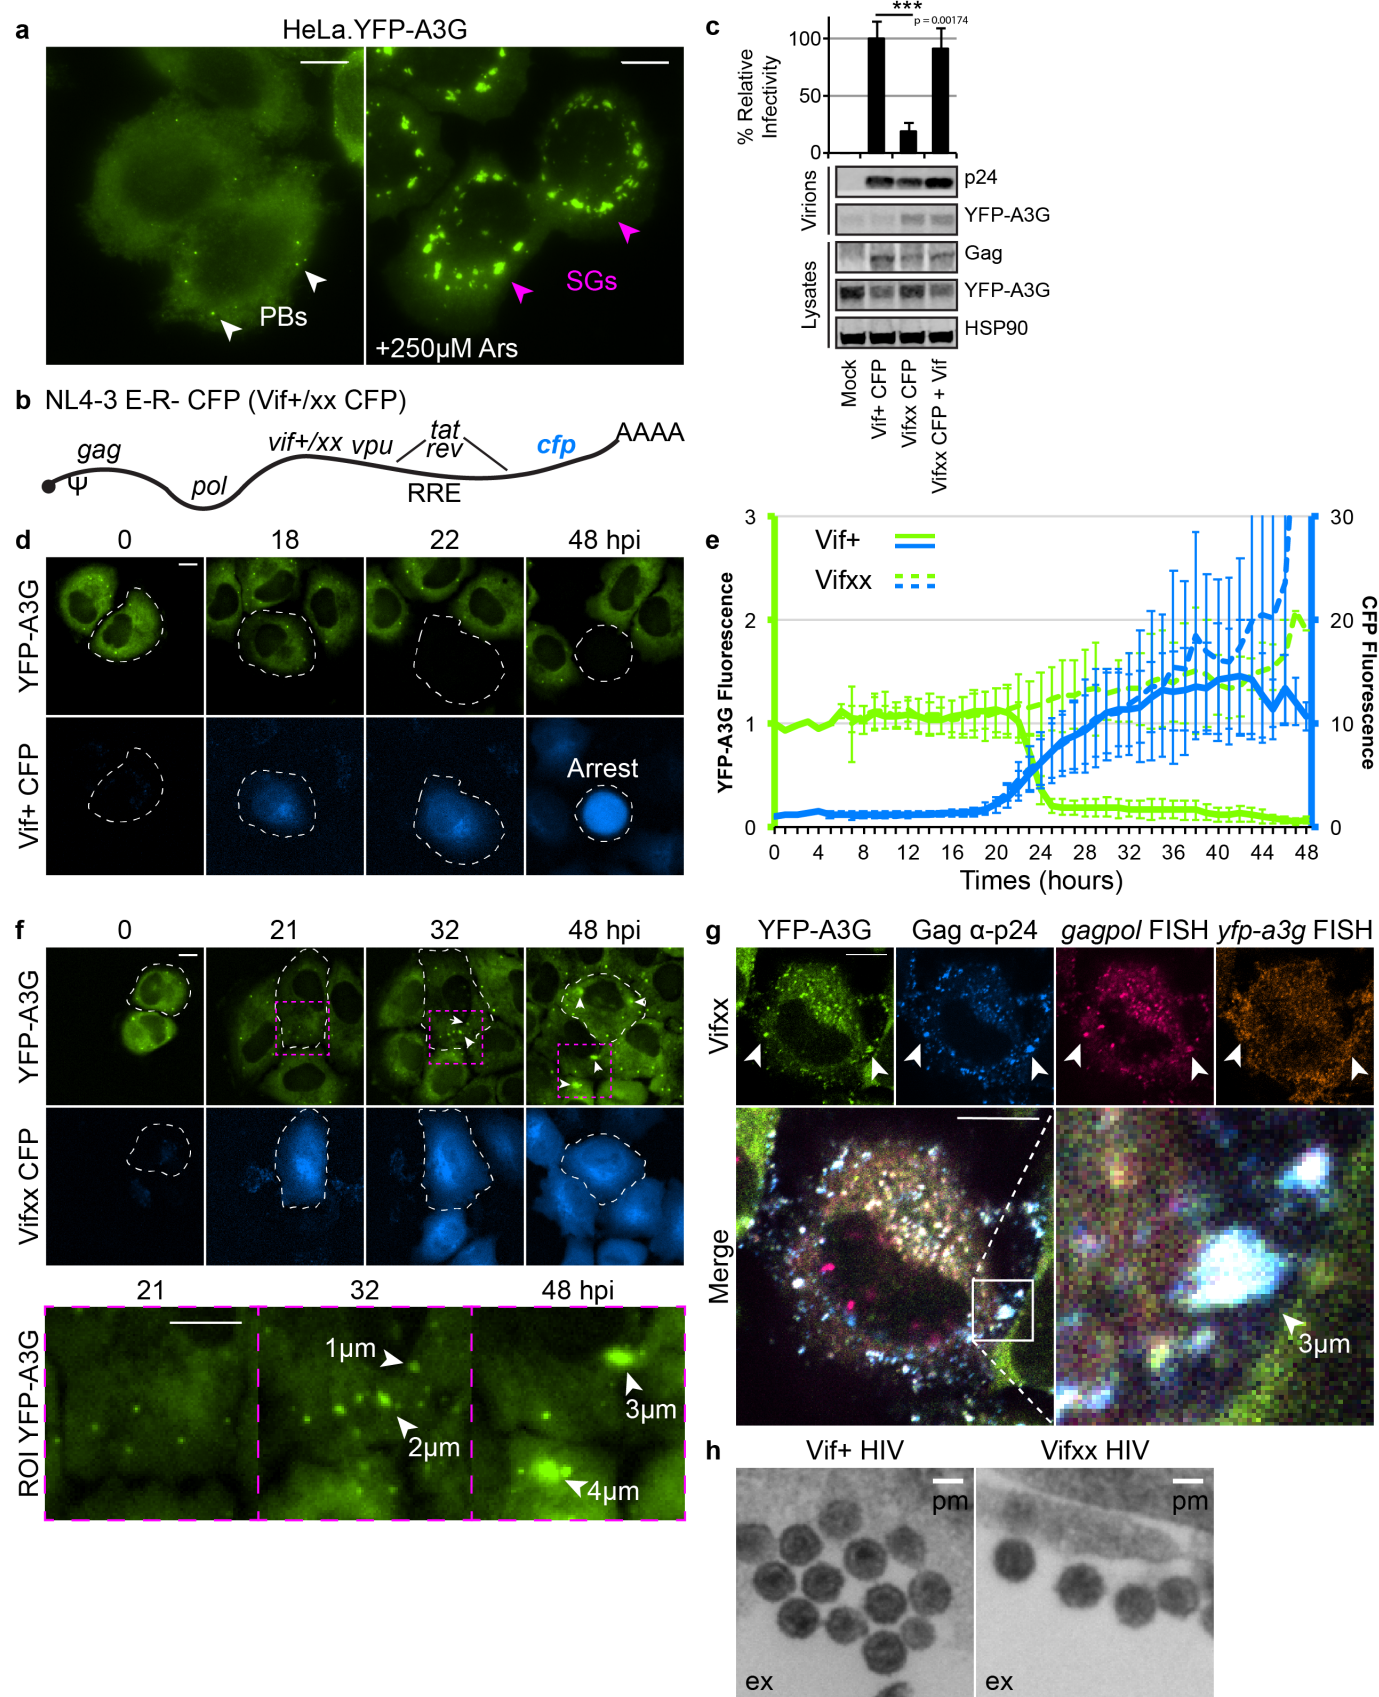 a
HeLa.YFP-A3G
PBs
SGs
+250µM Ars
b NL4-3 E-R- CFP (Vif+/xx CFP)
gag
Ψ
pol
vif+/xx vpu
tat
rev
RRE
cfp
AAAA
c
***
p = 0.00174
% Relative
Infectivity
100
50
0
Virions
p24
YFP-A3G
Lysates
Gag
YFP-A3G
HSP90
Mock
Vif+ CFP
Vifxx CFP
Vifxx CFP + Vif
d
0 18 22 48 hpi
YFP-A3G
Vif+ CFP
Arrest
e
Vif+
Vifxx
YFP-A3G Fluorescence
3
2
1
0
CFP Fluorescence
30
20
10
0
0 4 8 12 16 20 24 28 32 36 40 44 48
Times (hours)
f
0 21 32 48 hpi
YFP-A3G
Vifxx CFP
21 32 48 hpi
ROI YFP-A3G
1µm
2µm
3µm
4µm
g
YFP-A3G Gag α-p24 gagpol FISH yfp-a3g FISH
Vifxx
Merge
3µm
h
Vif+ HIV Vifxx HIV
pm pm
ex ex